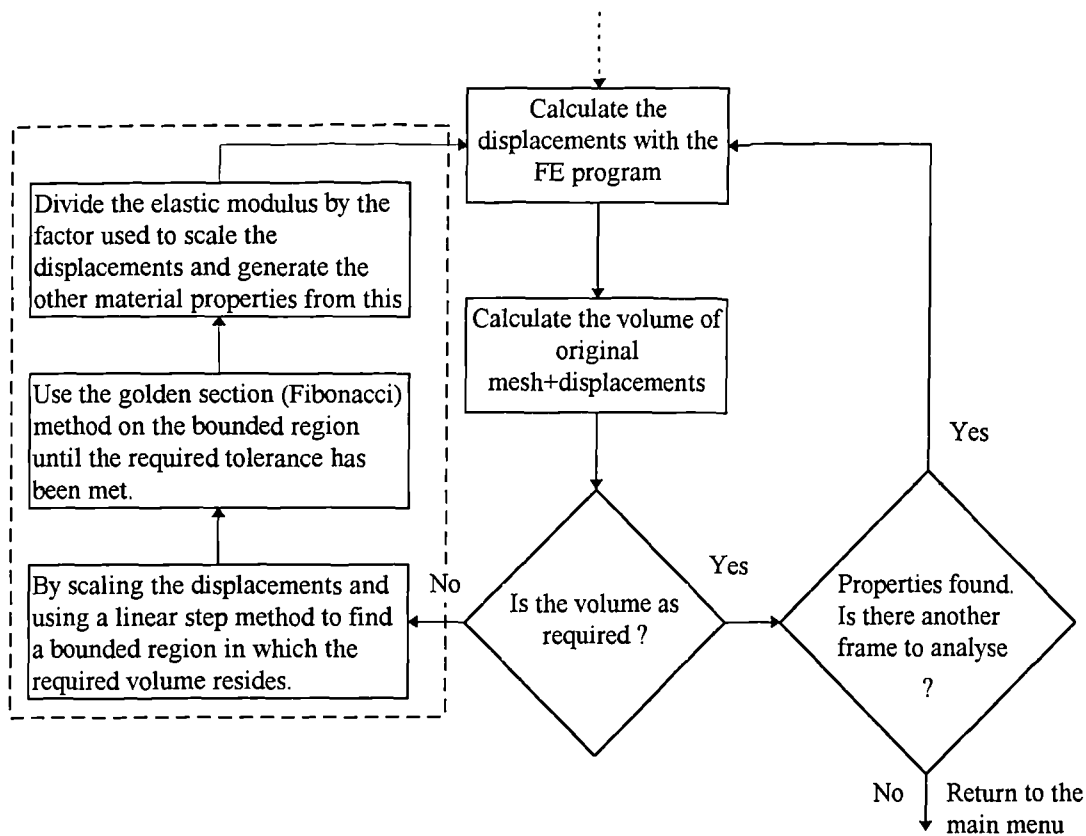 Calculate the
displacements with the
FE program
Calculate the volume of
original
mesh+displacements
Is the volume as
required ?
No
Yes
By scaling the displacements and
using a linear step method to find
a bounded region in which the
required volume resides.
Use the golden section (Fibonacci)
method on the bounded region
until the required tolerance has
been met.
Divide the elastic modulus by the
factor used to scale the
displacements and generate the
other material properties from this
Properties found.
Is there another
frame to analyse
?
Yes
No
Return to the
main menu